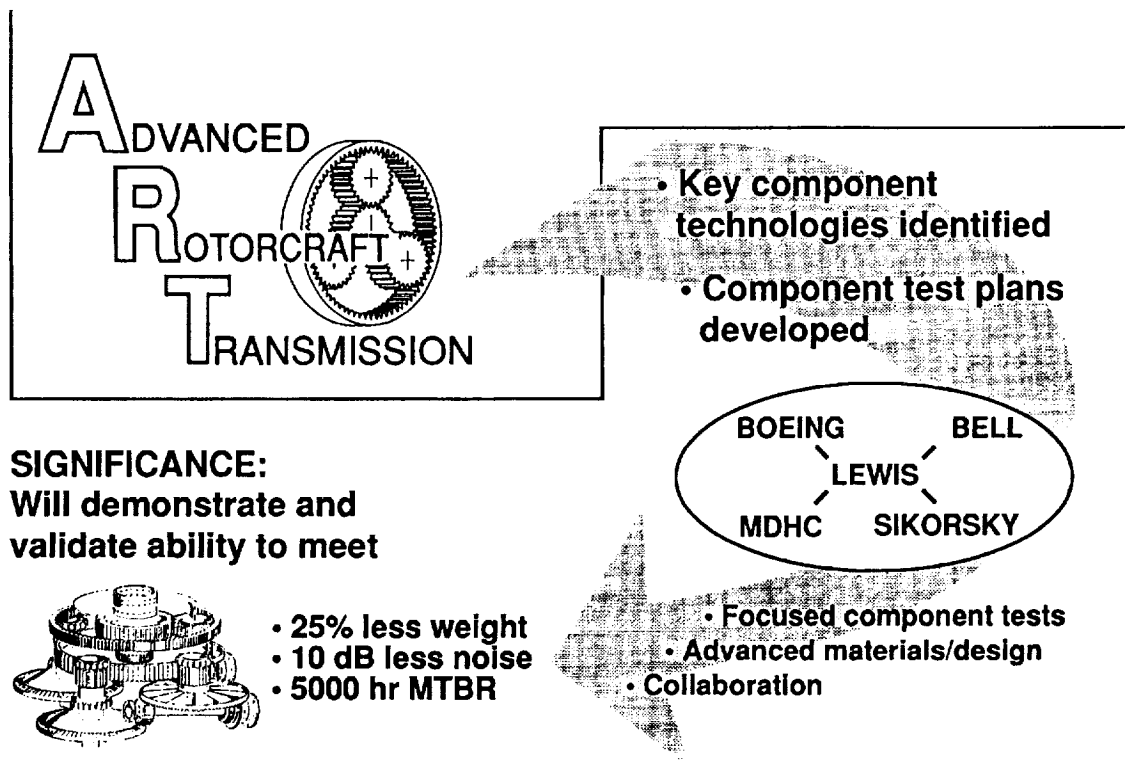 ADVANCED
ROTORCRAFT
TRANSMISSION
• Key component
technologies identified
• Component test plans
developed
BOEING BELL
LEWIS
MDHC SIKORSKY
• Focused component tests
• Advanced materials/design
• Collaboration
SIGNIFICANCE:
Will demonstrate and
validate ability to meet
• 25% less weight
• 10 dB less noise
• 5000 hr MTBR